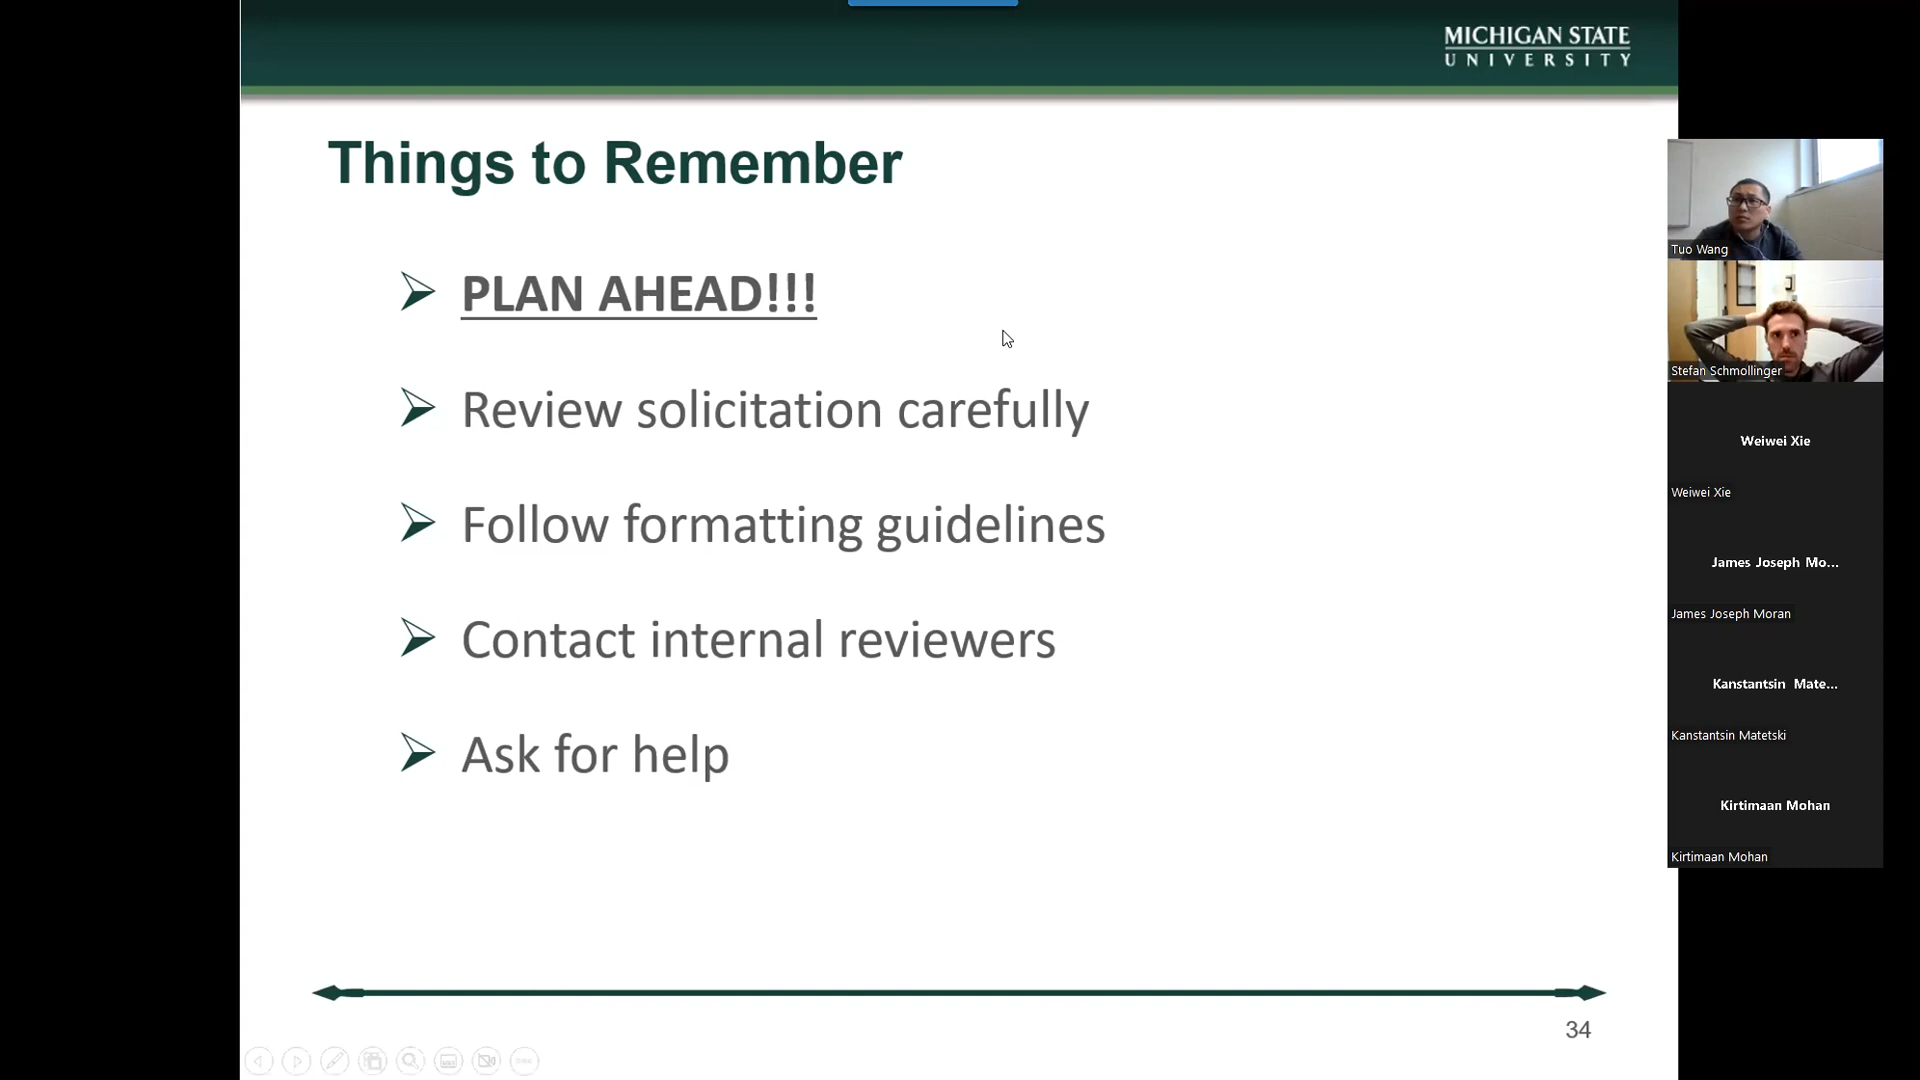 MICHIGAN STATE
UNIVERSITY
Things to Remember
PLAN AHEAD!!!
Review solicitation carefully
Follow formatting guidelines
Contact internal reviewers
Ask for help
34
Tuo Wang
Stefan Schmollinger
Weiwei Xie
Weiwei Xie
James Joseph Mo...
James Joseph Moran
Kanstantsin Mate...
Kanstantsin Matetski
Kirtimaan Mohan
Kirtimaan Mohan